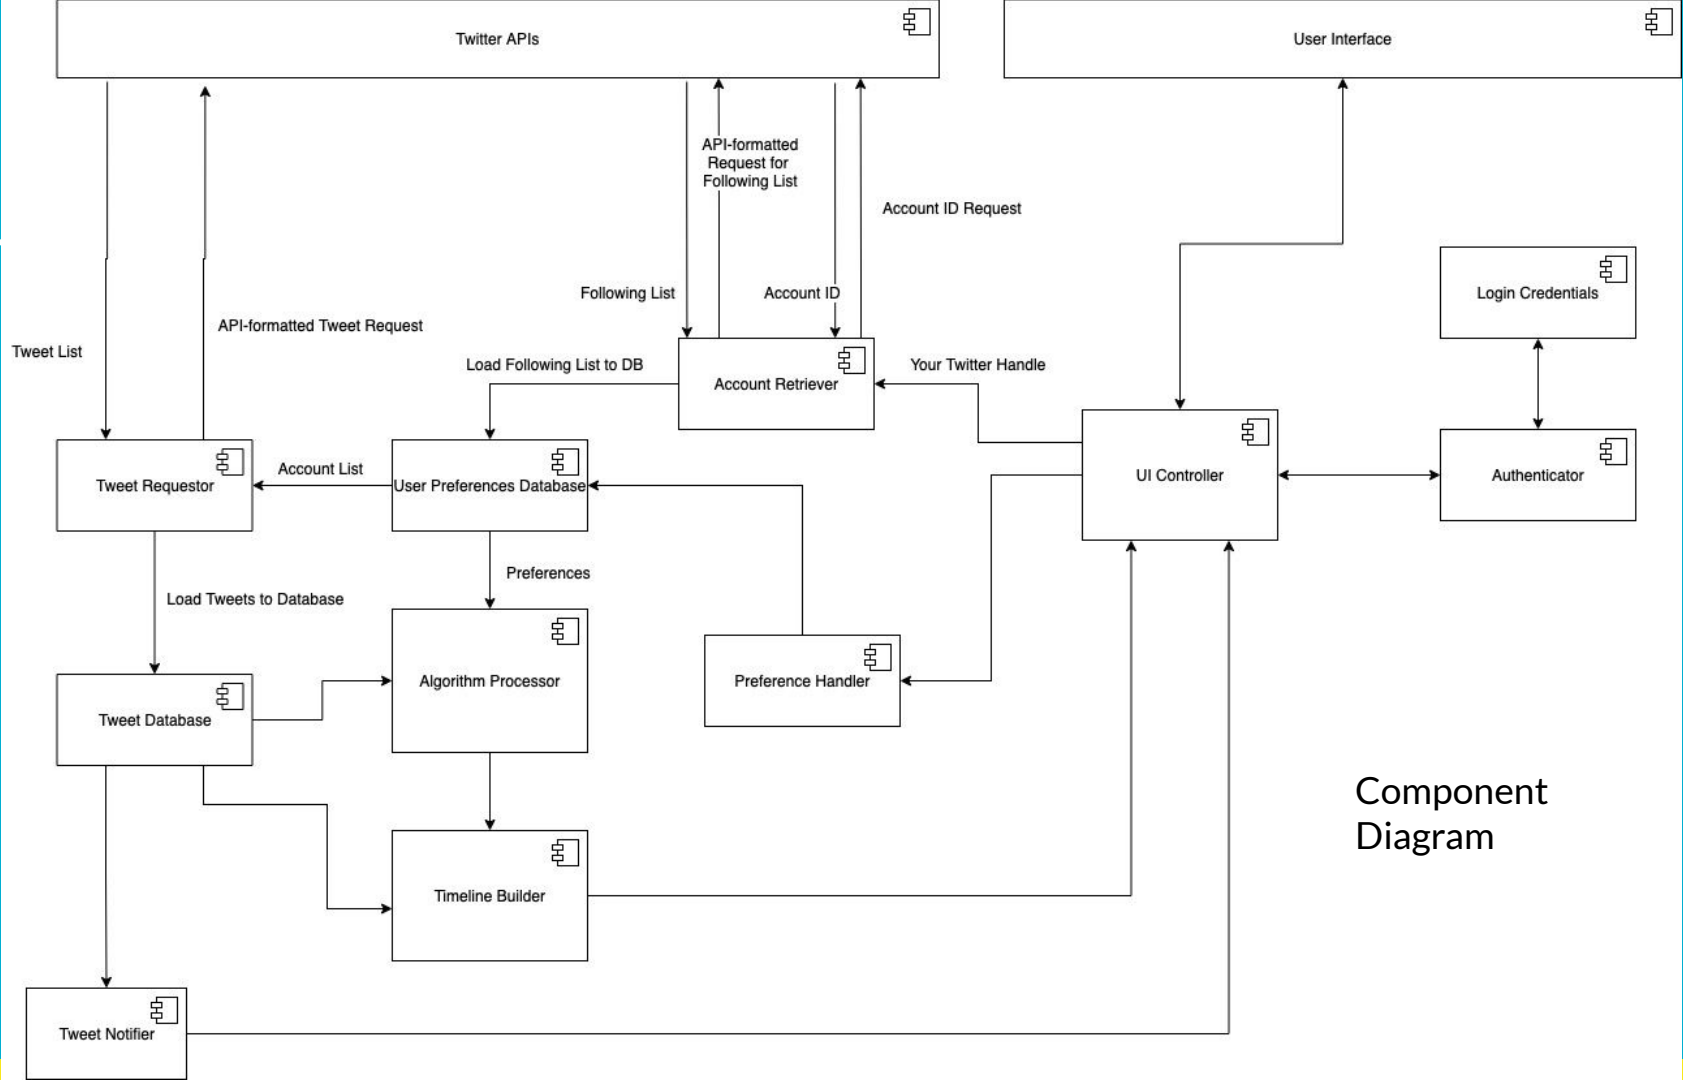 Twitter APIs
User Interface
API-formatted
Request for
Following List
Account ID Request
Following List
Account ID
Login Credentials
API-formatted Tweet Request
Tweet List
Load Following List to DB
Your Twitter Handle
Account Retriever
Account List
Tweet Requestor
User Preferences Database
UI Controller
Authenticator
Preferences
Load Tweets to Database
Algorithm Processor
Preference Handler
Tweet Database
Component
Diagram
Timeline Builder
Tweet Notifier